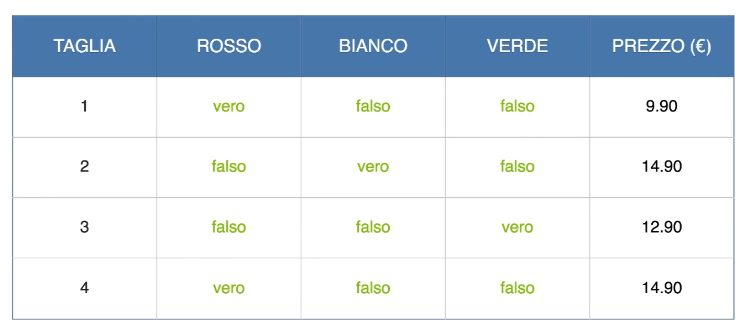 TAGLIA ROSSO BIANCO VERDE PREZZO (€)
1 vero falso falso 9.90
2 falso vero falso 14.90
3 falso falso vero 12.90
4 vero falso falso 14.90